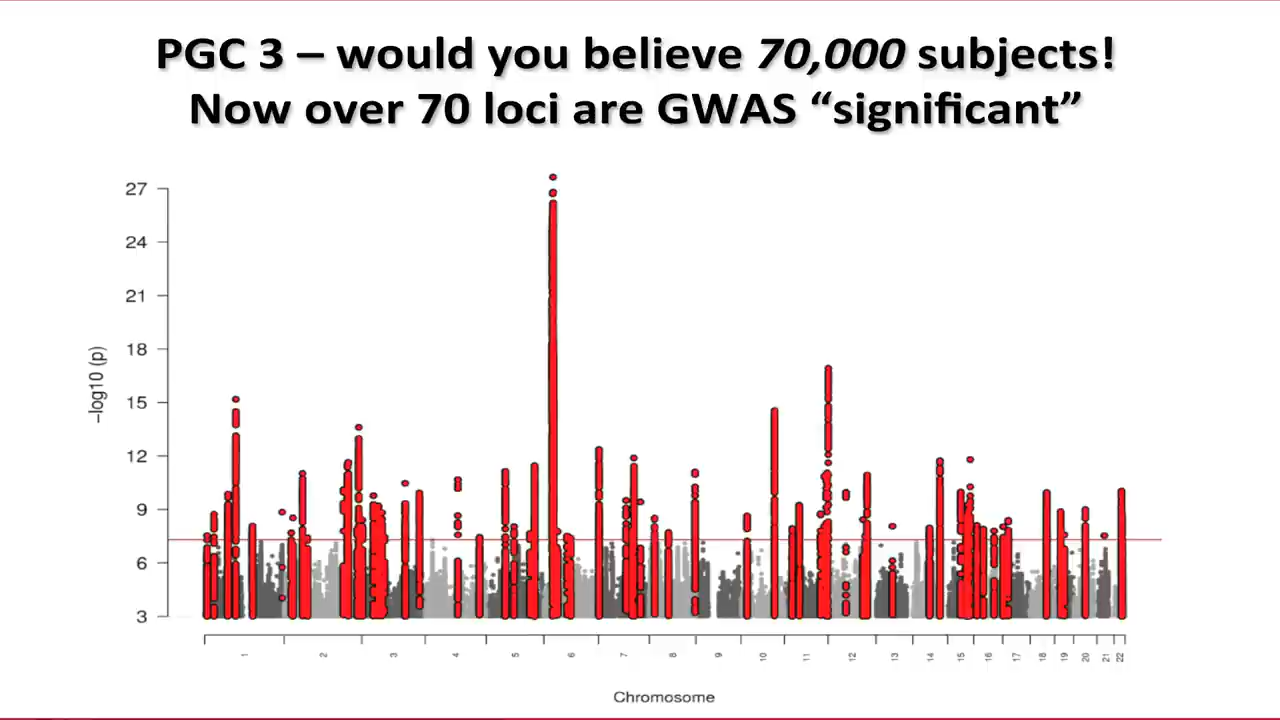 PGC 3 – would you believe 70,000 subjects!
Now over 70 loci are GWAS “significant”
27
24
21
18
15
12
9
6
3
−log10 (p)
1 2 3 4 5 6 7 8 9 10 11 12 13 14 15 16 17 18 19 20 21 22
Chromosome